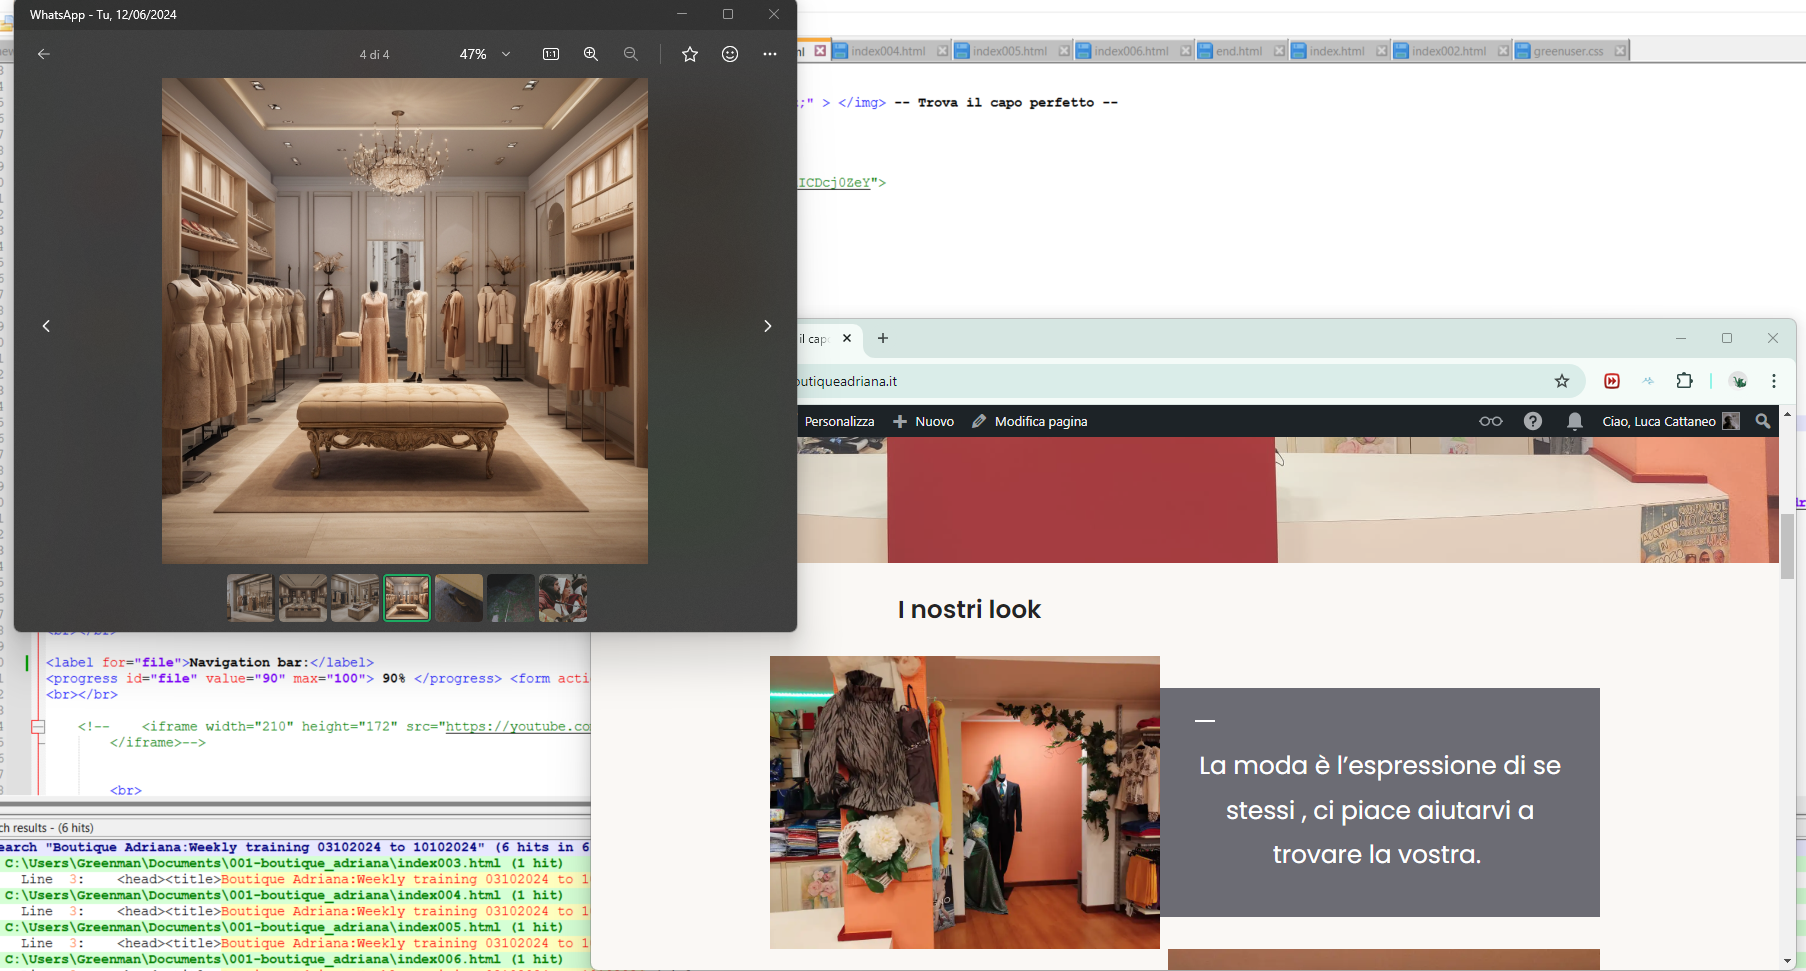 WhatsApp - Tu, 12/06/2024
4 di 4
47%
1:1
index004.html
index005.html
index006.html
end.html
index.html
index002.html
greenuser.css
;" > </img> -- Trova il capo perfetto --
ICDcj0ZeY">
il cap
outiqueadriana.it
Personalizza
Nuovo
Modifica pagina
Ciao, Luca Cattaneo
I nostri look
La moda è l'espressione di se
stessi , ci piace aiutarvi a
trovare la vostra.
<br></br>
<label for="file">Navigation bar:</label>
<progress id="file" value="90" max="100"> 90% </progress> <form acti
<br></br>
<!-- <iframe width="210" height="172" src="https://youtube.co
</iframe>-->
<br>
ch results - (6 hits)
earch "Boutique Adriana:Weekly training 03102024 to 10102024" (6 hits in 6
C:\Users\Greenman\Documents\001-boutique_adriana\index003.html (1 hit)
Line 3: <head><title>Boutique Adriana:Weekly training 03102024 to 1
C:\Users\Greenman\Documents\001-boutique_adriana\index004.html (1 hit)
Line 3: <head><title>Boutique Adriana:Weekly training 03102024 to 1
C:\Users\Greenman\Documents\001-boutique_adriana\index005.html (1 hit)
Line 3: <head><title>Boutique Adriana:Weekly training 03102024 to 1
C:\Users\Greenman\Documents\001-boutique_adriana\index006.html (1 hit)